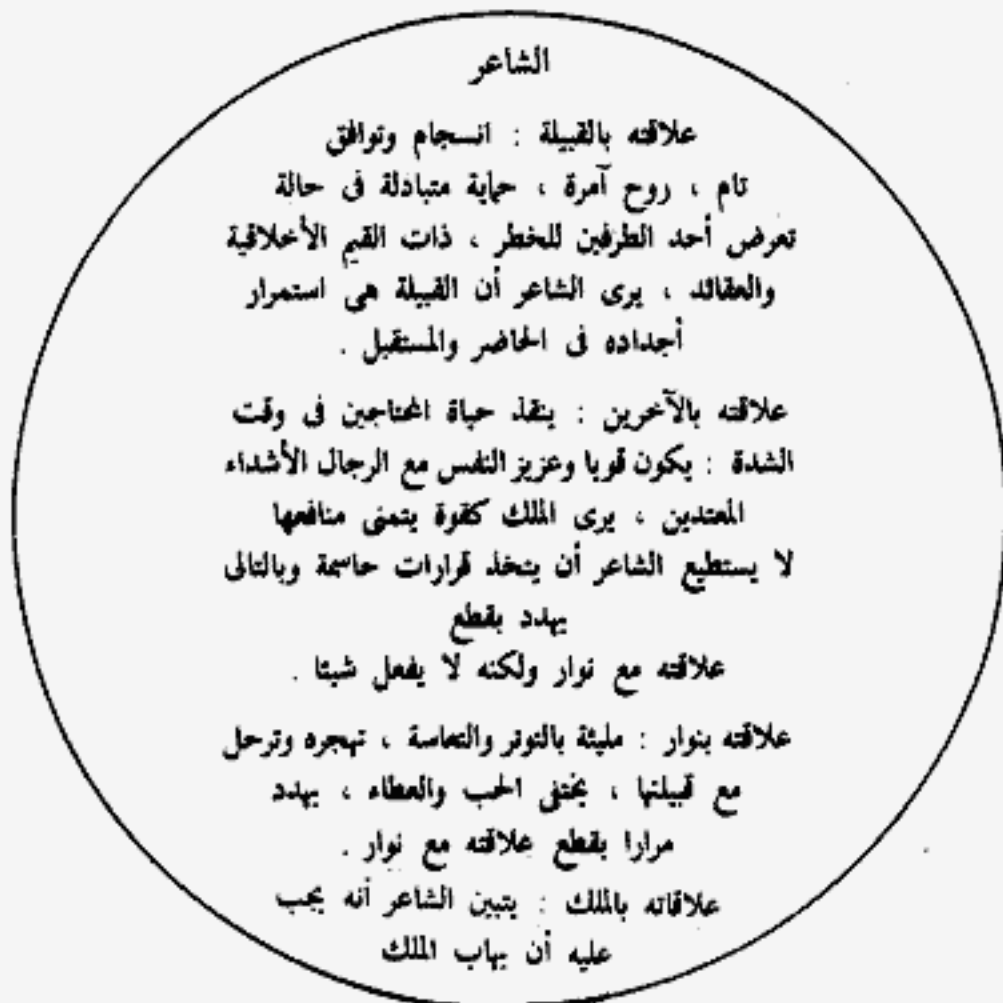 الشاعر
علاقته بالقبيلة : انسجام وتوافق
تام ، روح آمرة ، حماية متبادلة فى حالة
تعرض أحد الطرفين للخطر ، ذات القيم الأخلاقية
والعقائد ، يرى الشاعر أن القبيلة هى استمرار
أجداده فى الحاضر والمستقبل .
علاقته بالآخرين : ينقذ حياة المحتاجين فى وقت
الشدة : يكون قويا وعزيز النفس مع الرجال الأشداء
المعتدين ، يرى الملك كقوة يتمنى منافعها
لا يستطيع الشاعر أن يتخذ قرارات حاسمة وبالتالى
يهدد بقطع
علاقته مع نوار ولكنه لا يفعل شيئا .
علاقته بنوار : مليئة بالتوتر والتعاسة ، تهجره وترحل
مع قبيلتها ، يختفى الحب والعطاء ، يهدد
مرارا بقطع علاقته مع نوار .
علاقاته بالملك : يتبين الشاعر أنه يجب
عليه أن يهاب الملك